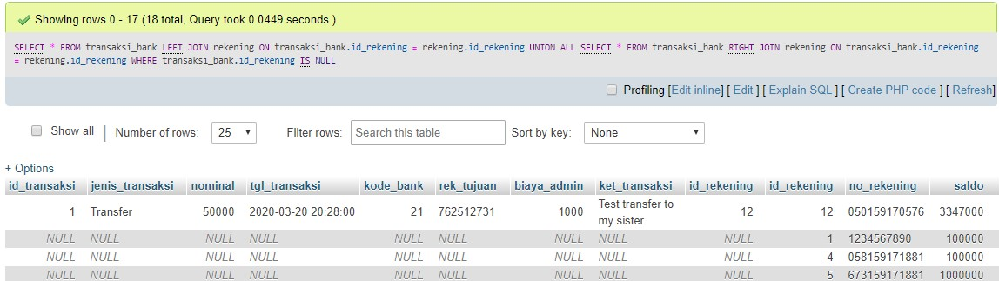 Showing rows 0 - 17 (18 total, Query took 0.0449 seconds.)
SELECT * FROM transaksi_bank LEFT JOIN rekening ON transaksi_bank.id_rekening = rekening.id_rekening UNION ALL SELECT * FROM transaksi_bank RIGHT JOIN rekening ON transaksi_bank.id_rekening
= rekening.id_rekening WHERE transaksi_bank.id_rekening IS NULL
Profiling [Edit inline] [ Edit ] [ Explain SQL ] [ Create PHP code ] [ Refresh]
Show all | Number of rows: 25 Filter rows: Search this table Sort by key: None
+ Options
id_transaksi jenis_transaksi nominal tgl_transaksi kode_bank rek_tujuan biaya_admin ket_transaksi id_rekening id_rekening no_rekening saldo
1 Transfer 50000 2020-03-20 20:28:00 21 762512731 1000 Test transfer to 12 12 050159170576 3347000
my sister
NULL NULL NULL NULL NULL NULL NULL NULL NULL 1 1234567890 100000
NULL NULL NULL NULL NULL NULL NULL NULL NULL 4 058159171881 100000
NULL NULL NULL NULL NULL NULL NULL NULL NULL 5 673159171881 1000000